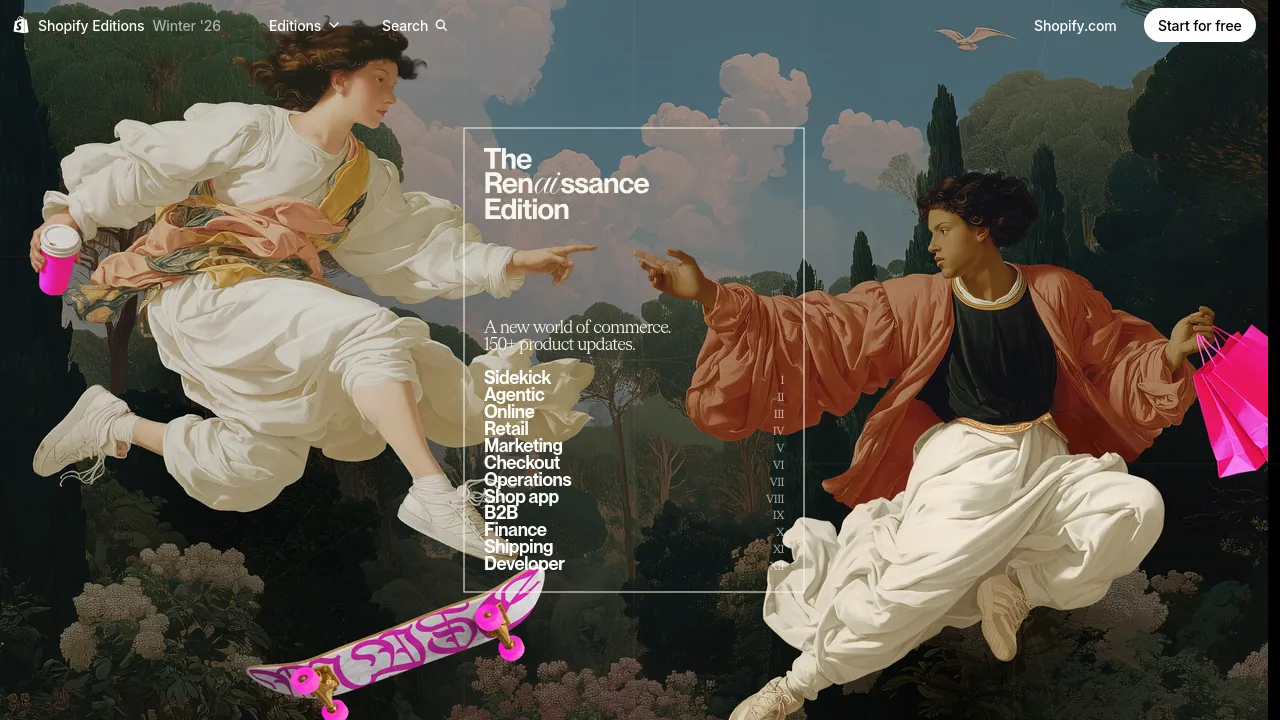 Shopify Editions Winter '26 Editions Search Shopify.com Start for free
The
Renaissance
Edition
A new world of commerce.
150+ product updates.
Sidekick I
Agentic II
Online III
Retail IV
Marketing V
Checkout VI
Operations VII
Shop app VIII
B2B IX
Finance X
Shipping XI
Developer XII